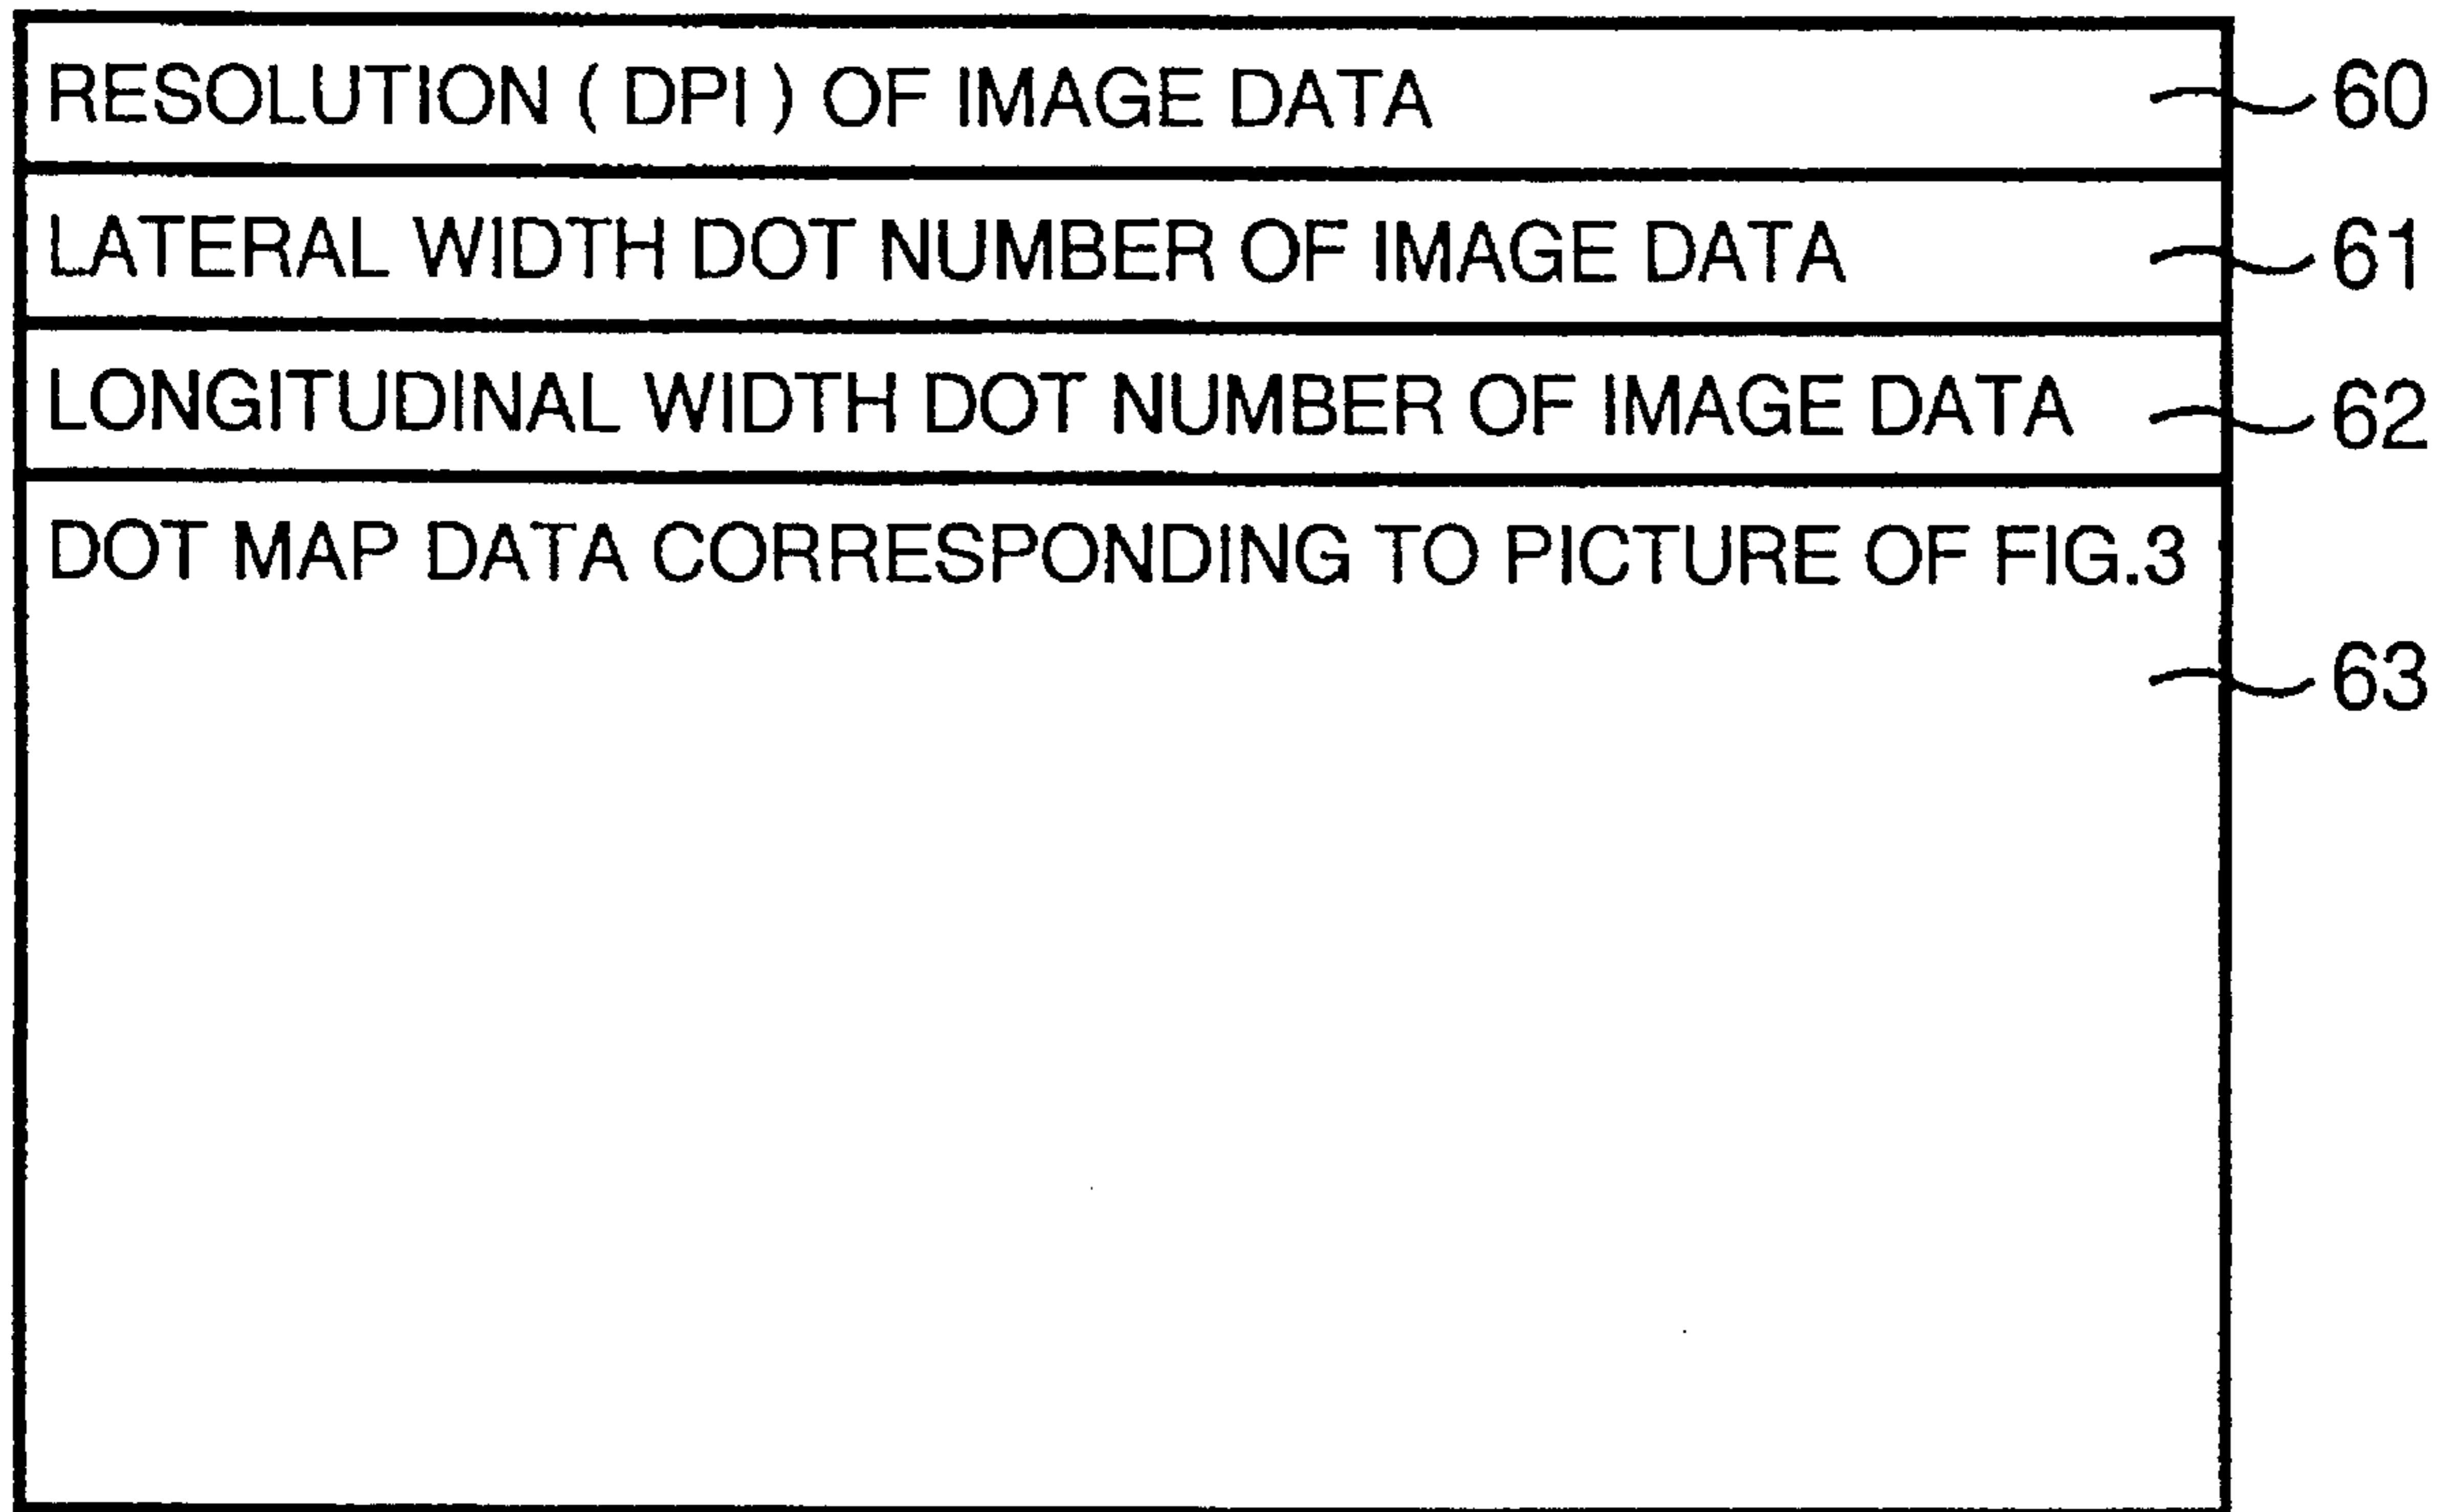 RESOLUTION ( DPI ) OF IMAGE DATA 60
LATERAL WIDTH DOT NUMBER OF IMAGE DATA 61
LONGITUDINAL WIDTH DOT NUMBER OF IMAGE DATA 62
DOT MAP DATA CORRESPONDING TO PICTURE OF FIG.3
63